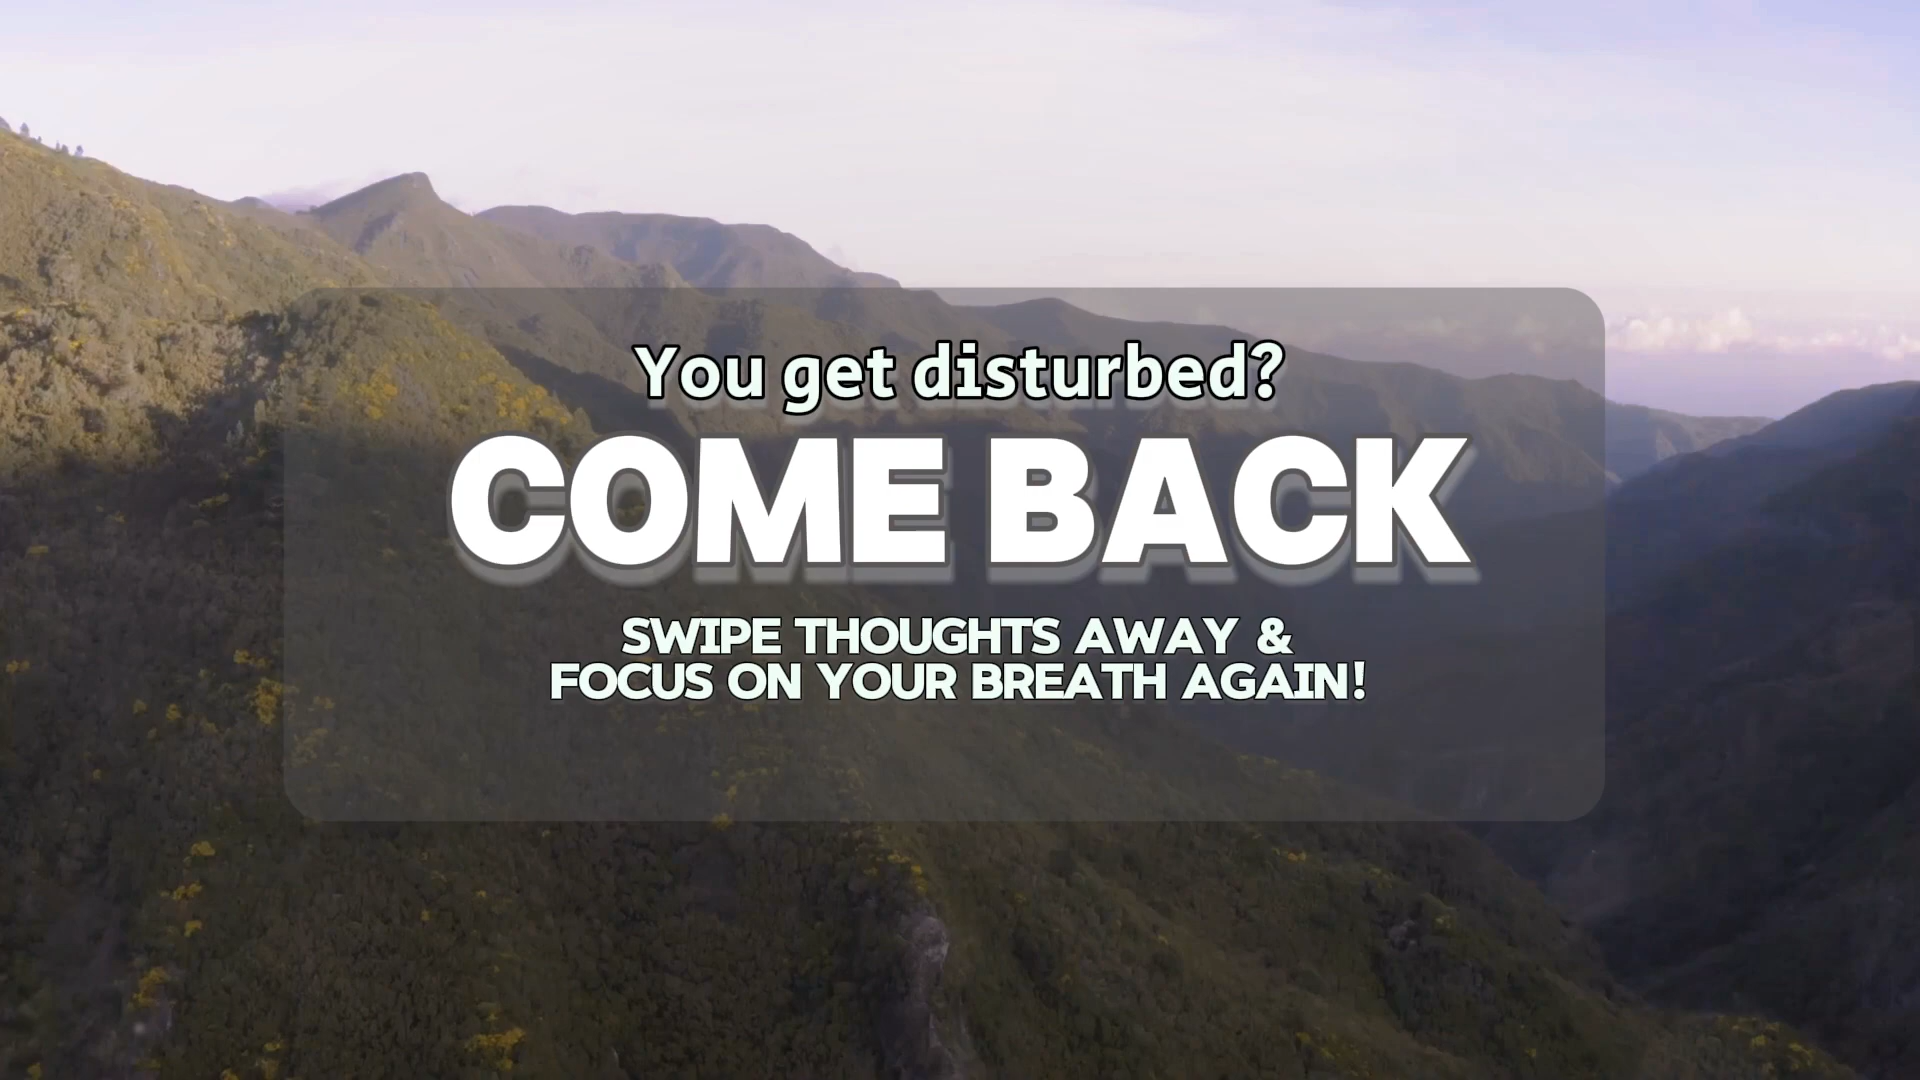 You get disturbed?
COME BACK
SWIPE THOUGHTS AWAY &
FOCUS ON YOUR BREATH AGAIN!